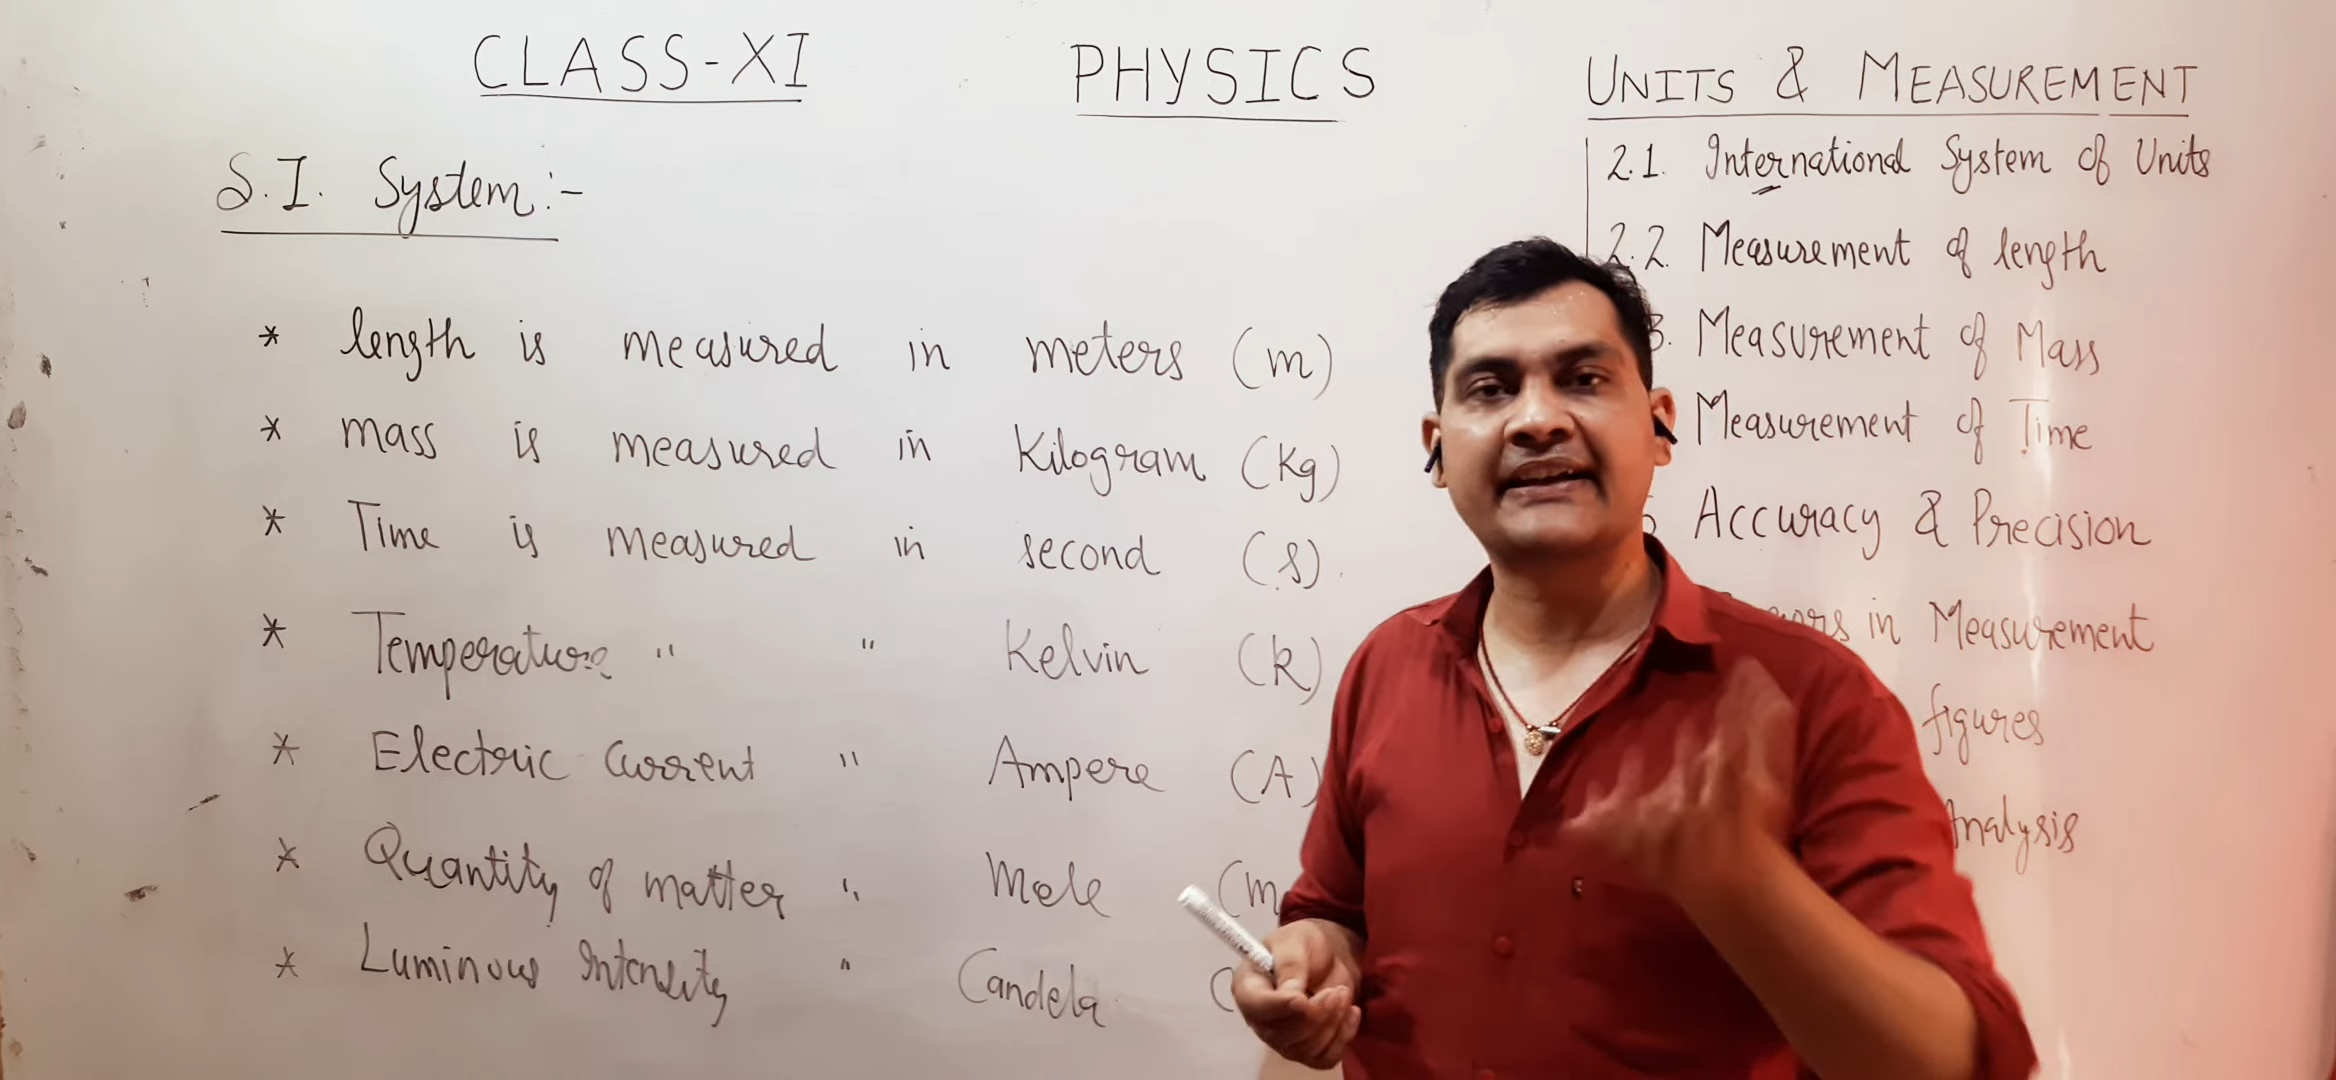 CLASS-XI PHYSICS
S.I. System:-
* length is measured in meters (m)
* mass is measured in Kilogram (Kg)
* Time is measured in second (s)
* Temperature " " Kelvin (k)
* Electric Current " Ampere (A)
* Quantity of matter " Mole (m
* Luminous Intensity " Candela (
UNITS & MEASUREMENT
2.1. International System of Units
2.2. Measurement of length
3. Measurement of Mass
Measurement of Time
Accuracy & Precision
in Measurement
figures
Analysis